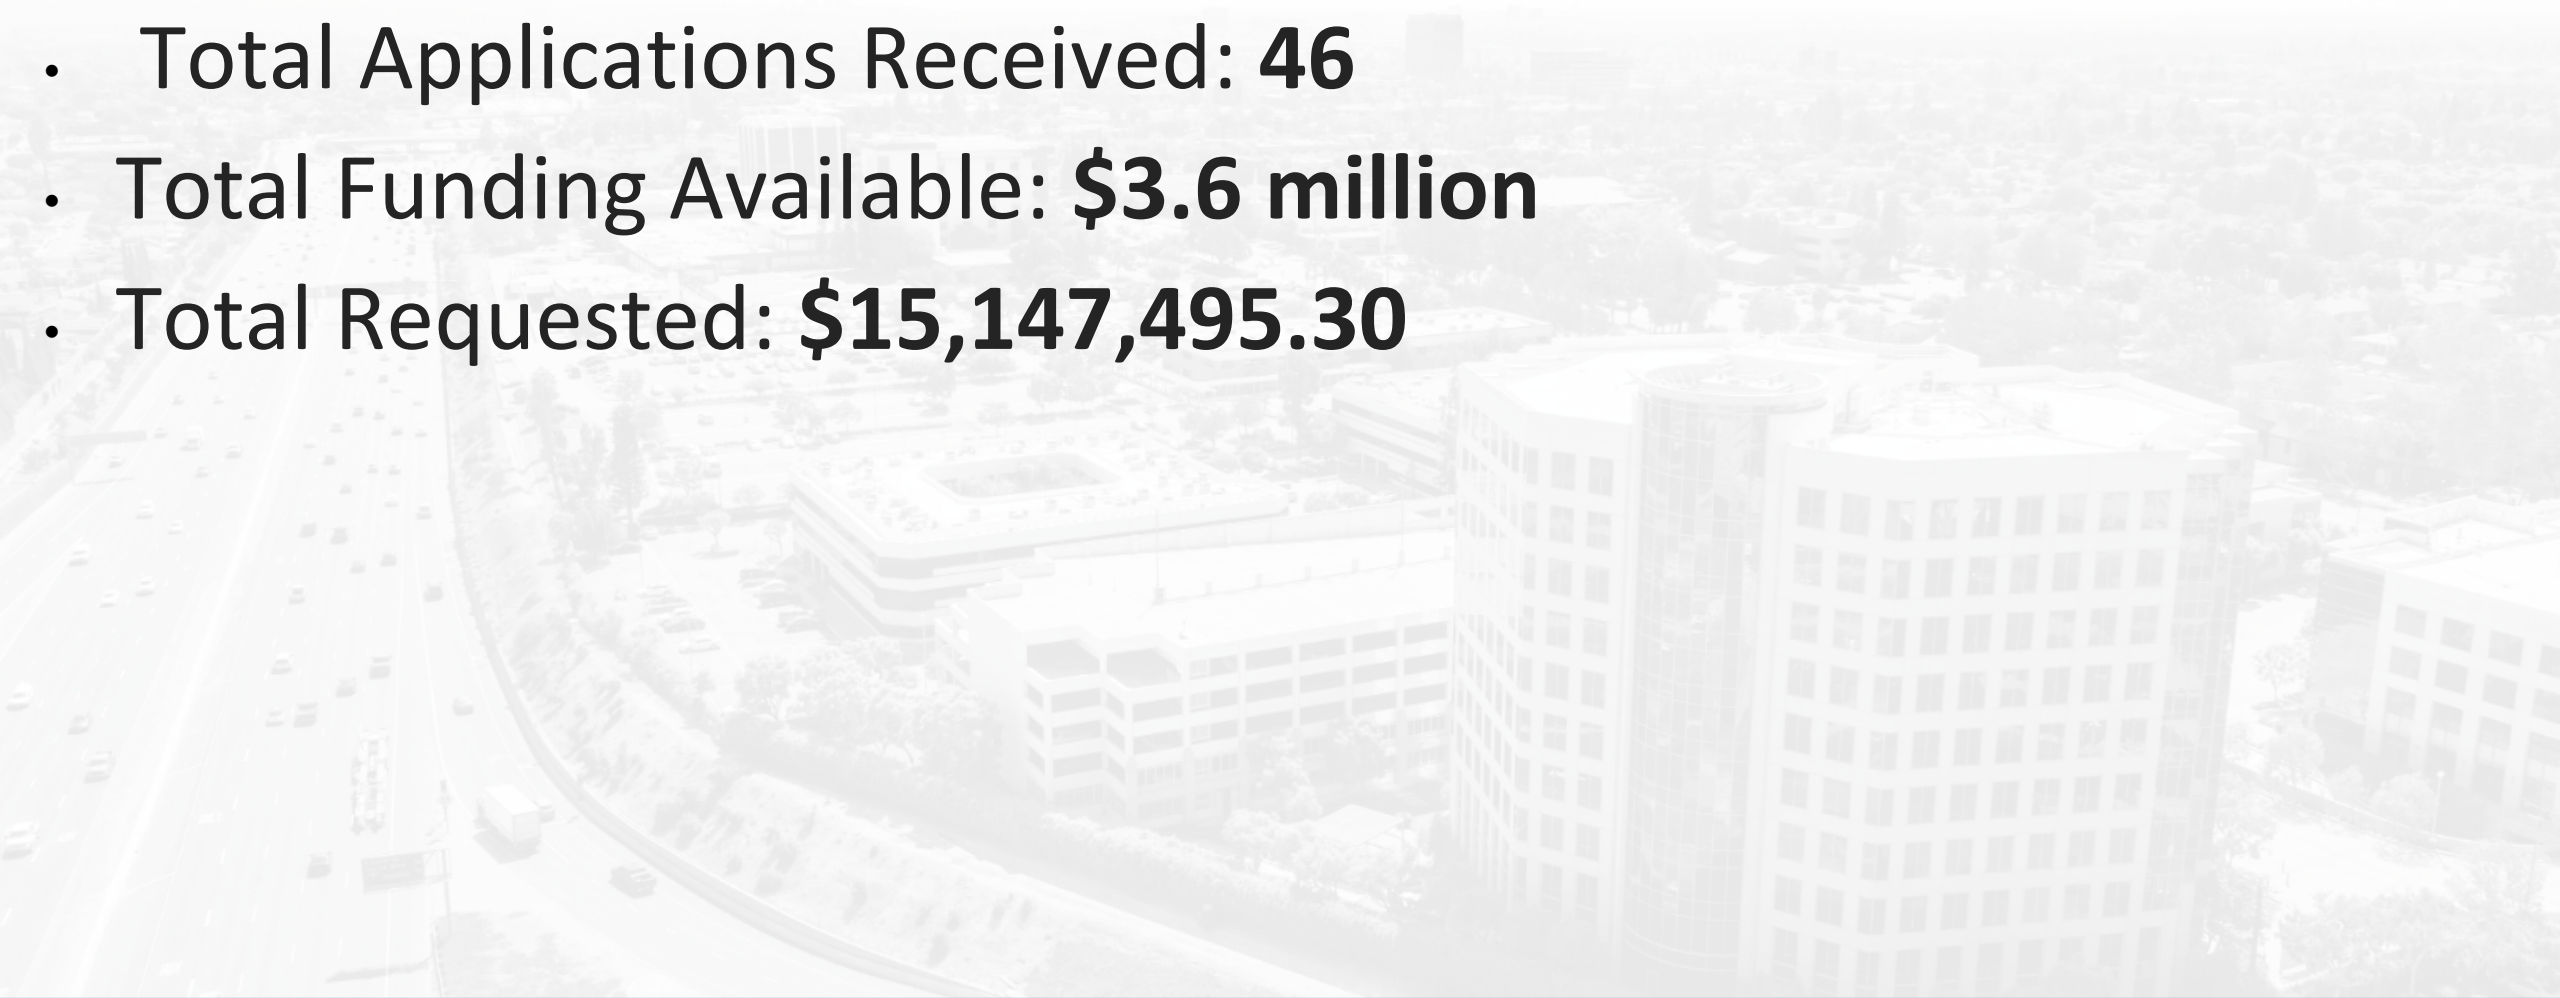 • Total Applications Received: 46
• Total Funding Available: $3.6 million
• Total Requested: $15,147,495.30